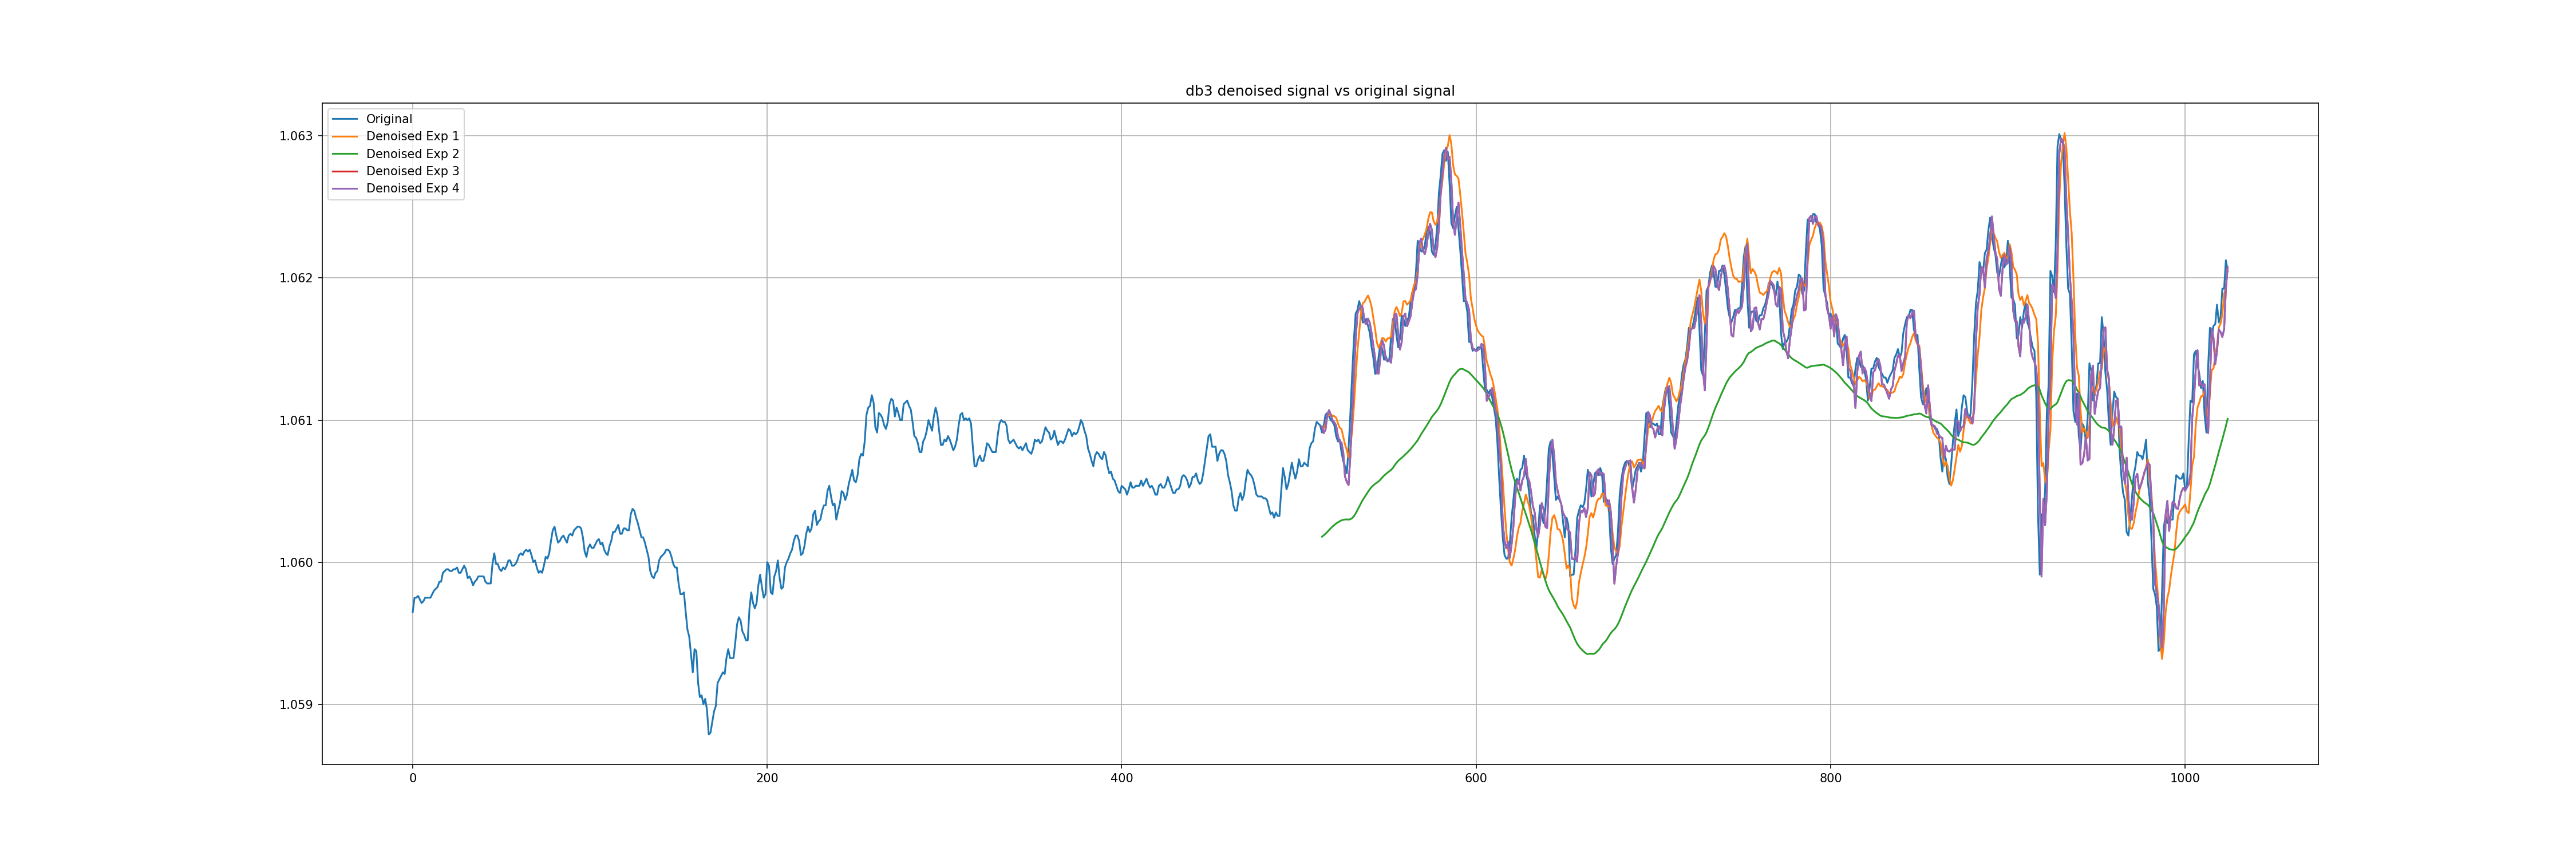 db3 denoised signal vs original signal
Original
Denoised Exp 1
Denoised Exp 2
Denoised Exp 3
Denoised Exp 4
1.063
1.062
1.061
1.060
1.059
0 200 400 600 800 1000